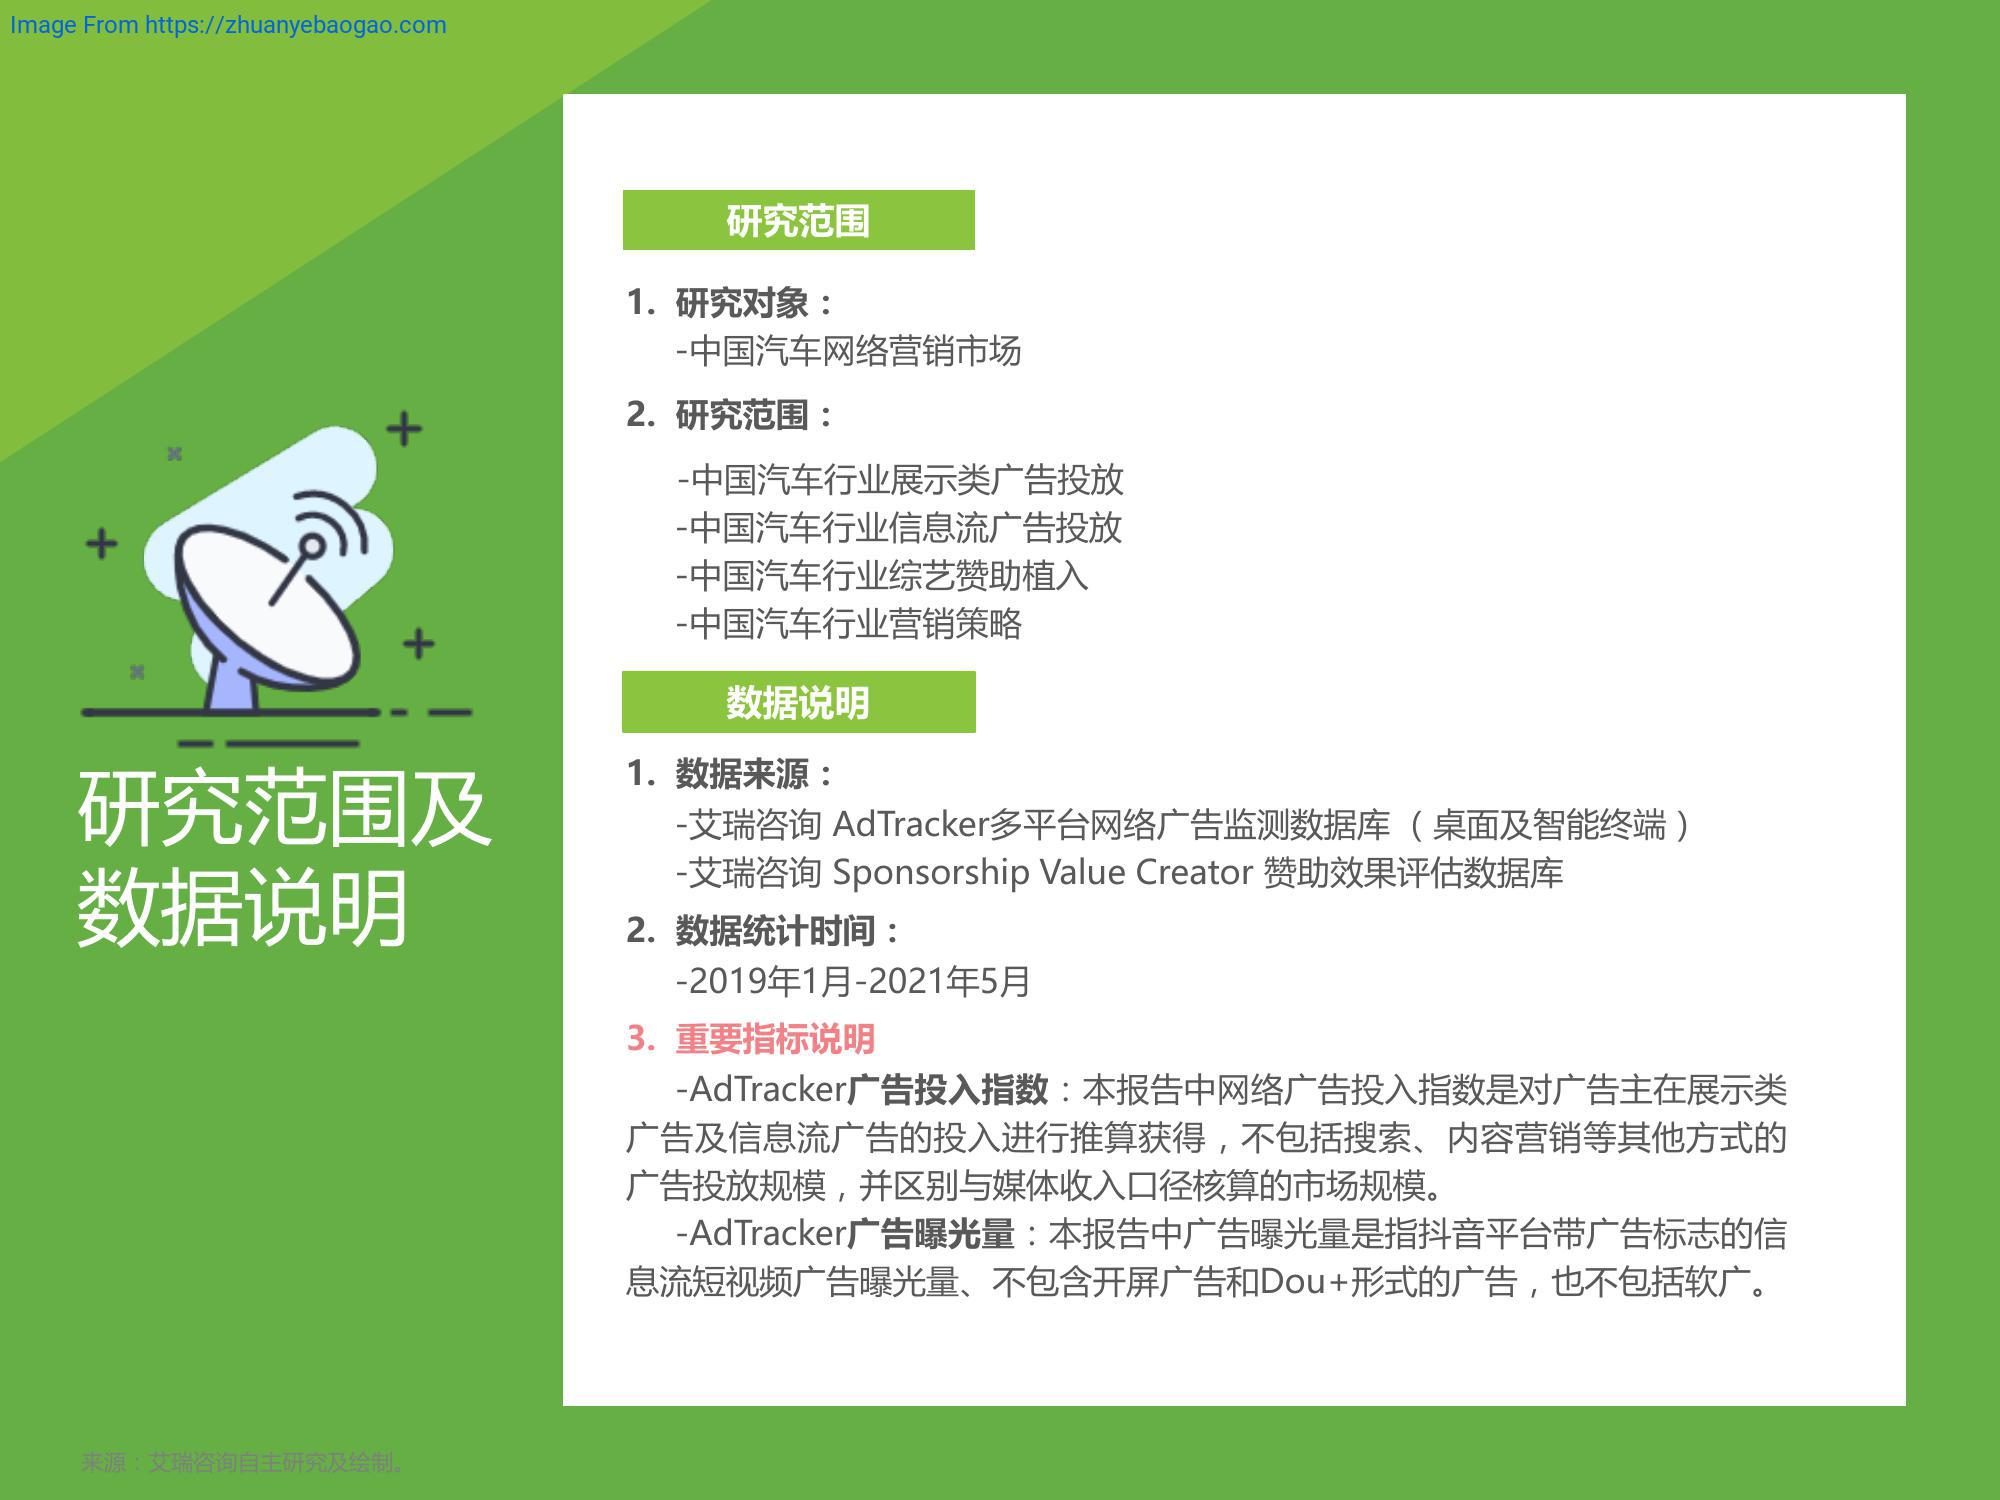 Image From https://zhuanyebaogao.com
研究范围及
数据说明
研究范围
1. 研究对象：
-中国汽车网络营销市场
2. 研究范围：
-中国汽车行业展示类广告投放
-中国汽车行业信息流广告投放
-中国汽车行业综艺赞助植入
-中国汽车行业营销策略
数据说明
1. 数据来源：
-艾瑞咨询 AdTracker多平台网络广告监测数据库（桌面及智能终端）
-艾瑞咨询 Sponsorship Value Creator 赞助效果评估数据库
2. 数据统计时间：
-2019年1月-2021年5月
3. 重要指标说明
-AdTracker广告投入指数：本报告中网络广告投入指数是对广告主在展示类
广告及信息流广告的投入进行推算获得，不包括搜索、内容营销等其他方式的
广告投放规模，并区别与媒体收入口径核算的市场规模。
-AdTracker广告曝光量：本报告中广告曝光量是指抖音平台带广告标志的信
息流短视频广告曝光量、不包含开屏广告和Dou+形式的广告，也不包括软广。
来源：艾瑞咨询自主研究及绘制。